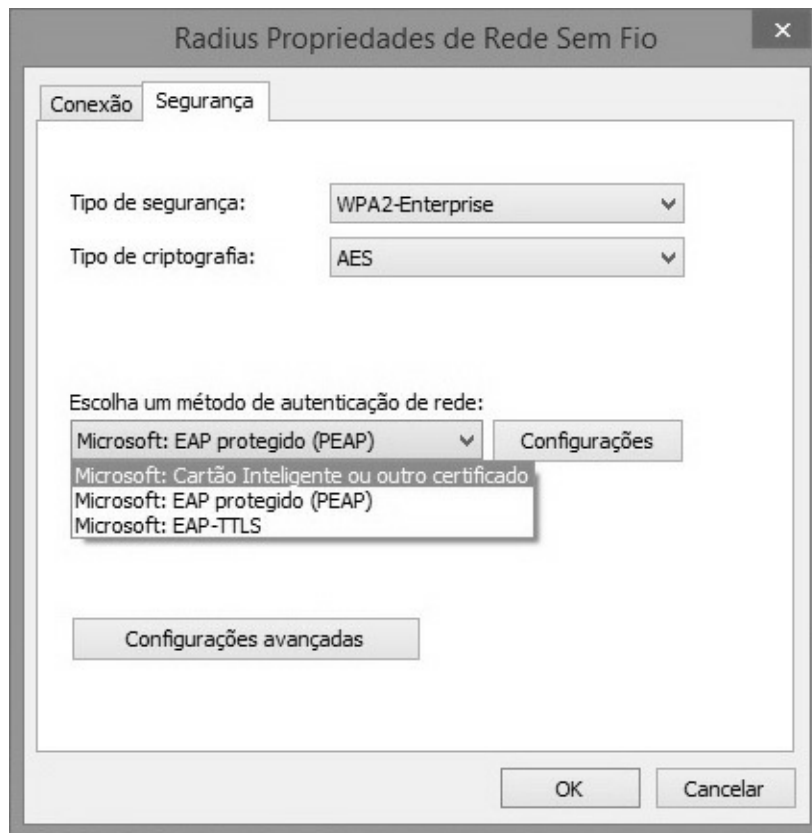 Radius Propriedades de Rede Sem Fio
Conexão
Segurança
Tipo de segurança:
WPA2-Enterprise
Tipo de criptografia:
AES
Escolha um método de autenticação de rede:
Microsoft: EAP protegido (PEAP)
Configurações
Microsoft: Cartão Inteligente ou outro certificado
Microsoft: EAP protegido (PEAP)
Microsoft: EAP-TTLS
Configurações avançadas
OK
Cancelar